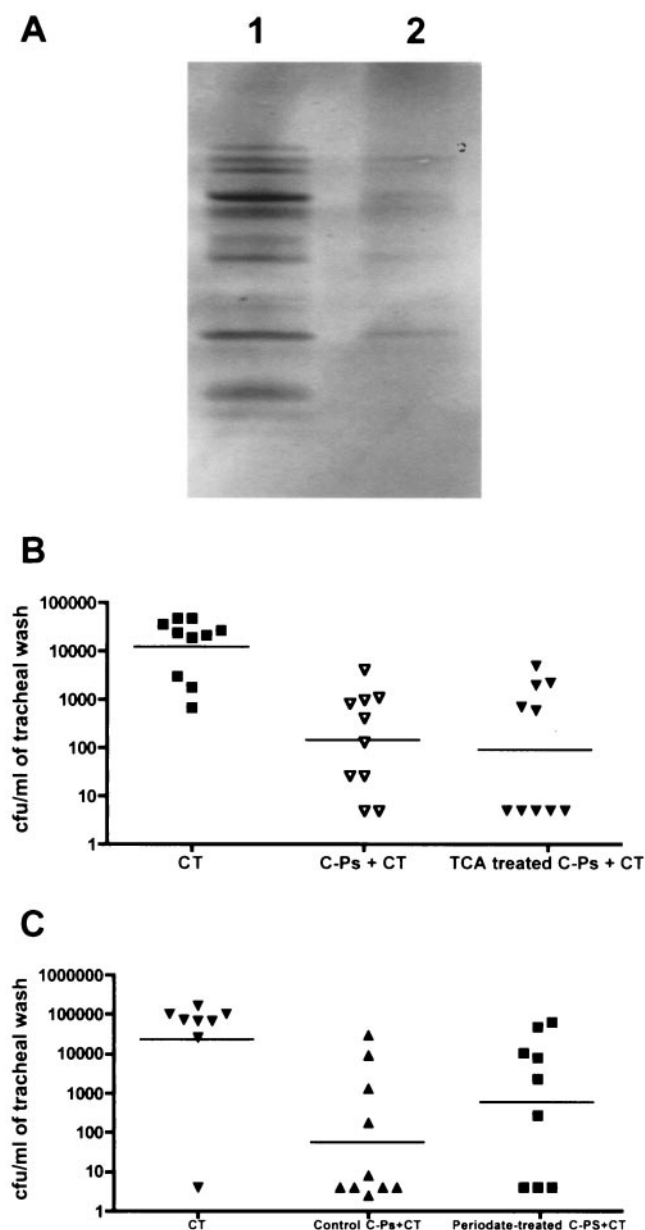 A
1 2
B
cfu/ml of tracheal wash
100000
10000
1000
100
10
1
CT C-Ps + CT TCA treated C-Ps + CT
C
cfu/ml of tracheal wash
1000000
100000
10000
1000
100
10
1
CT Control C-Ps+CT Periodate-treated C-PS+CT